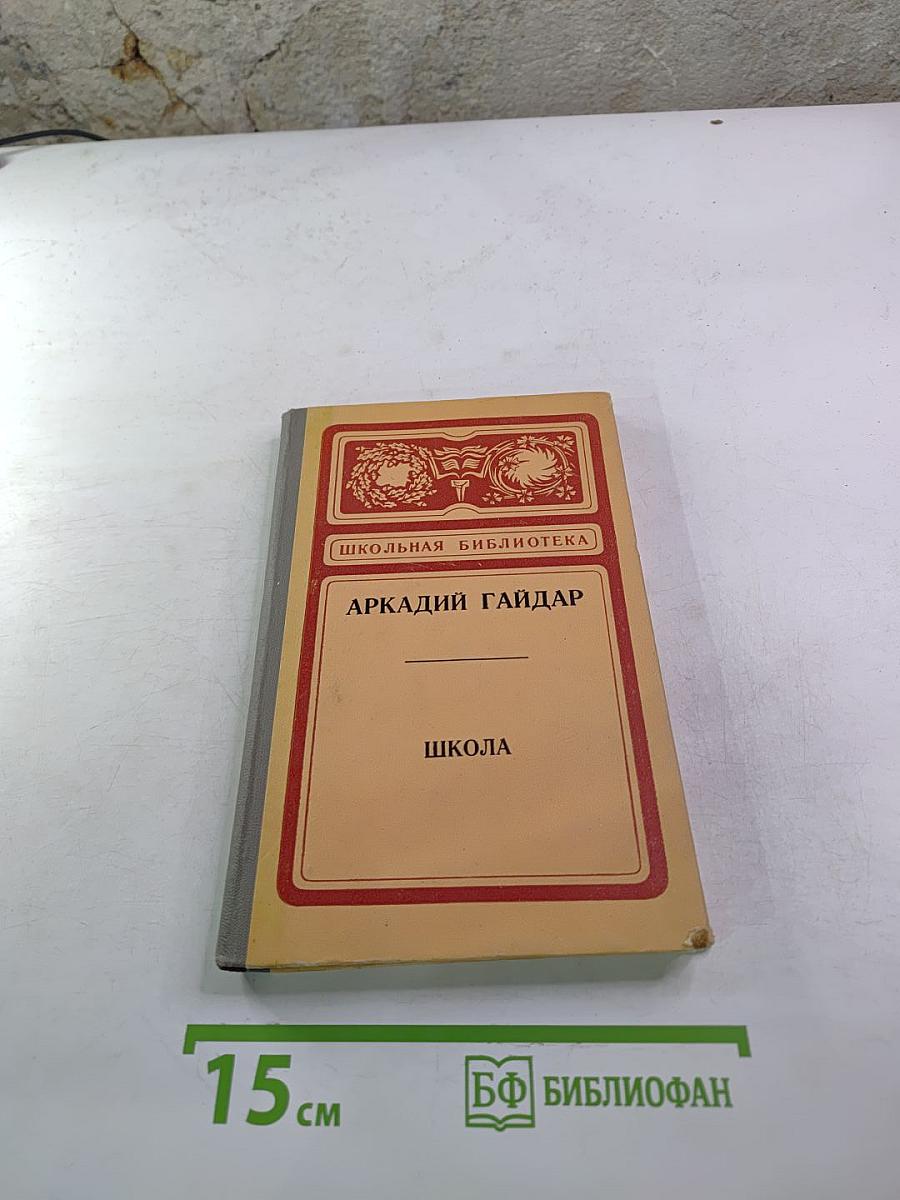 ШКОЛЬНАЯ БИБЛИОТЕКА
АРКАДИЙ ГАЙДАР
ШКОЛА
15 см
БФ БИБЛИОФАН